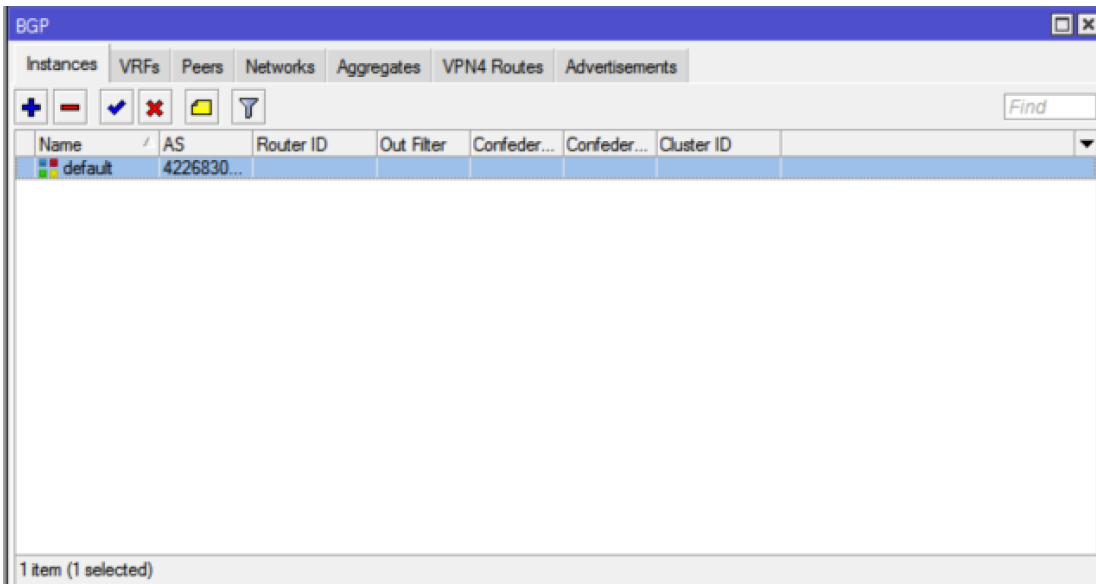 BGP
Instances VRFs Peers Networks Aggregates VPN4 Routes Advertisements
Find
Name AS Router ID Out Filter Confeder... Confeder... Cluster ID
default 4226830...
1 item (1 selected)